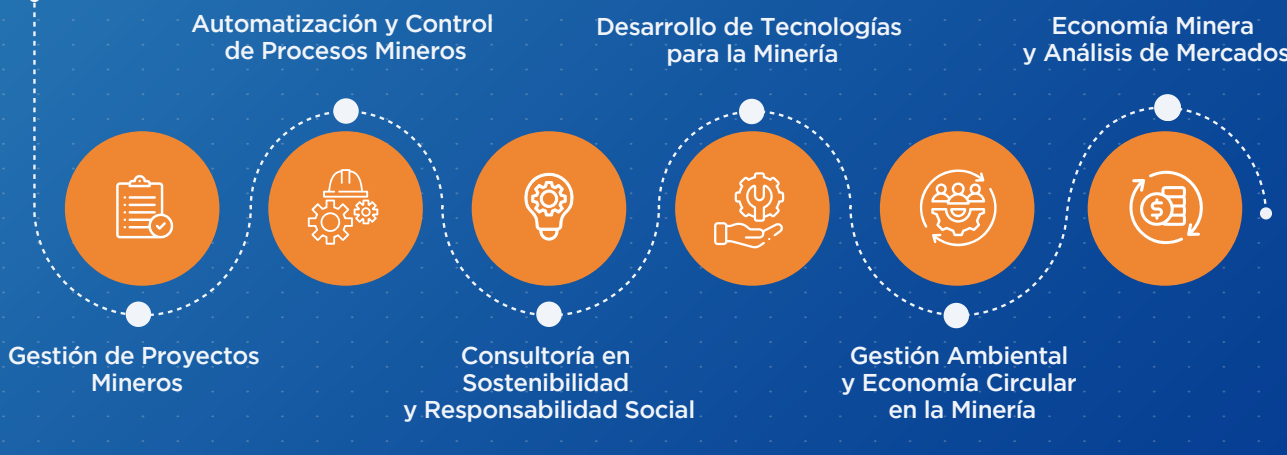 Automatización y Control
de Procesos Mineros
Desarrollo de Tecnologías
para la Minería
Economía Minera
y Análisis de Mercados
Gestión de Proyectos
Mineros
Consultoría en
Sostenibilidad
y Responsabilidad Social
Gestión Ambiental
y Economía Circular
en la Minería
$